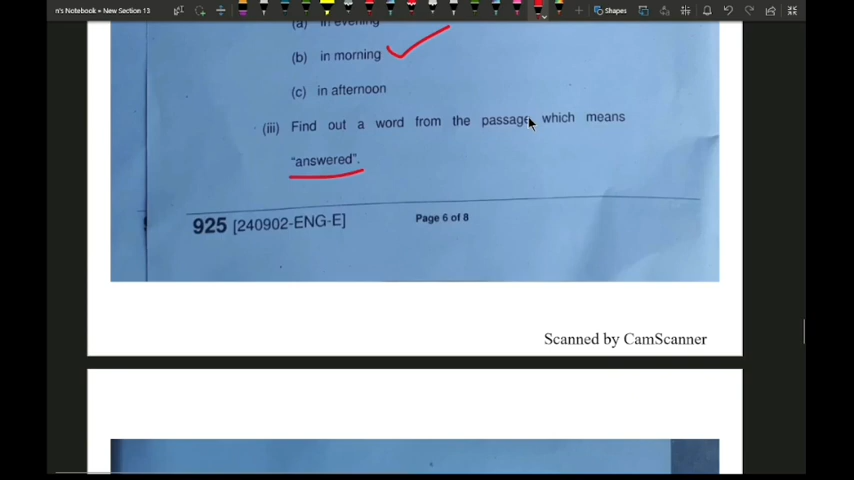 n's Notebook » New Section 13
Shapes
(a) in evening
(b) in morning
(c) in afternoon
(iii) Find out a word from the passage which means
"answered".
925 [240902-ENG-E]
Page 6 of 8
Scanned by CamScanner